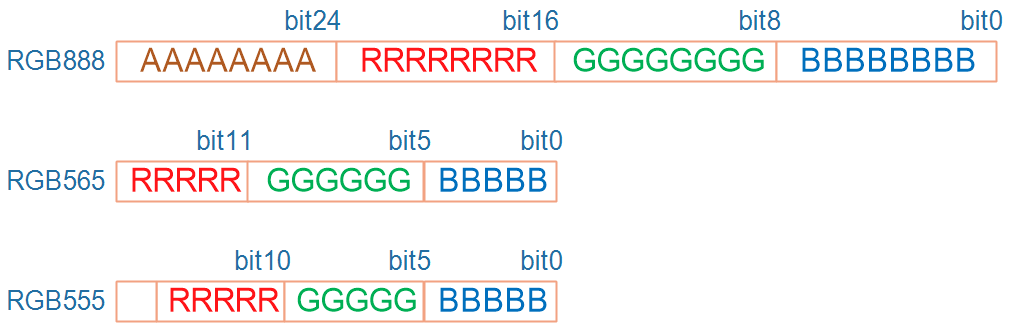 bit24 bit16 bit8 bit0
RGB888 AAAAAAAA RRRRRRRR GGGGGGGG BBBBBBBB
bit11 bit5 bit0
RGB565 RRRRR GGGGGG BBBBB
bit10 bit5 bit0
RGB555 RRRRR GGGGG BBBBB